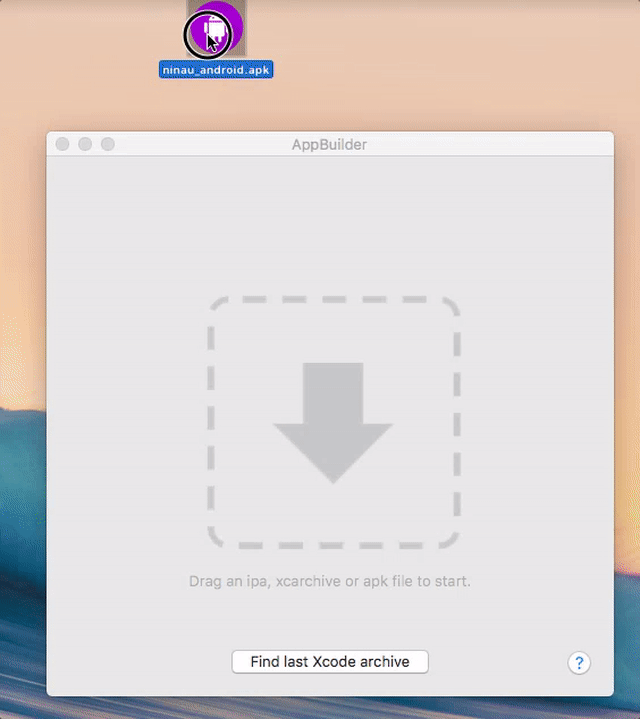 ninau_android.apk
AppBuilder
Drag an ipa, xcarchive or apk file to start.
Find last Xcode archive
?